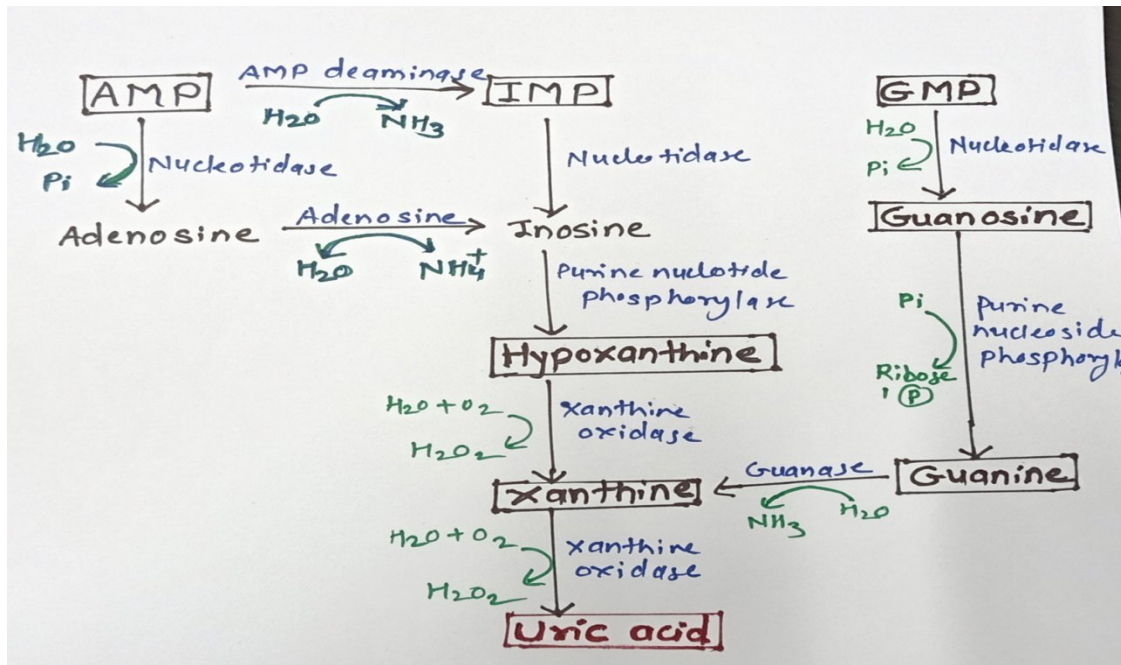 AMP
AMP deaminase
H2O
NH3
IMP
GMP
H2O
Pi
Nucleotidase
Nucleotidase
H2O
Pi
Nucleotidase
Adenosine
Adenosine
H2O
NH4+
Inosine
Guanosine
Purine nuclotide
phosphorylase
Pi
Ribose
1 P
Purine
nucleoside
phosphoryl
Hypoxanthine
H2O + O2
H2O2
xanthine
oxidase
Xanthine
Guanase
NH3
H2O
Guanine
H2O + O2
H2O2
xanthine
oxidase
Uric acid